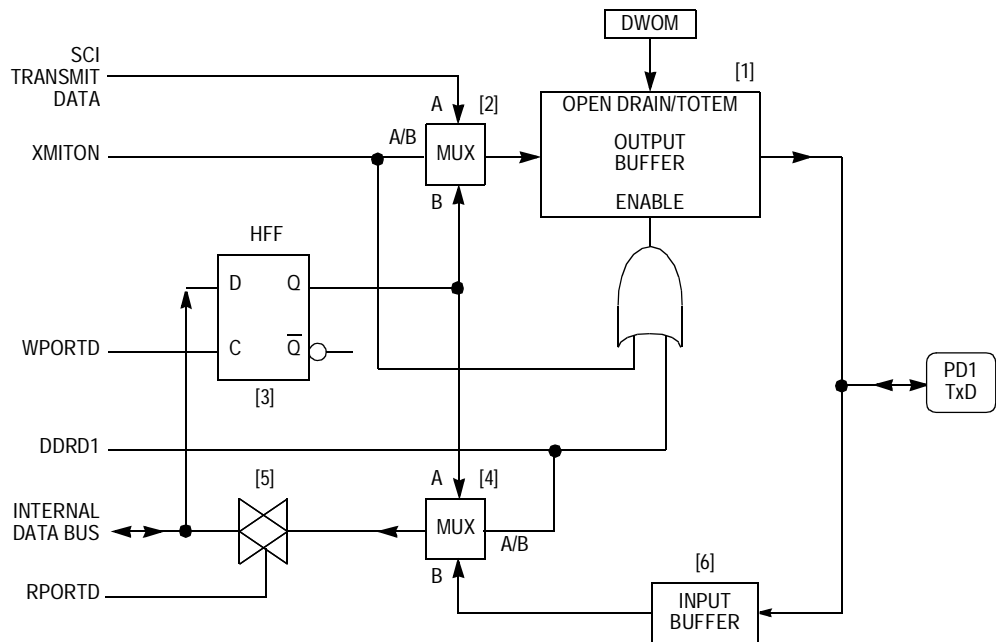 DWOM
SCI
TRANSMIT
DATA
[1]
A
[2]
OPEN DRAIN/TOTEM
OUTPUT
BUFFER
ENABLE
XMITON
A/B
MUX
B
HFF
D
Q
WPORTD
C
Q
[3]
PD1
TxD
DDRD1
A
[4]
[5]
INTERNAL
DATA BUS
MUX
A/B
B
[6]
RPORTD
INPUT
BUFFER